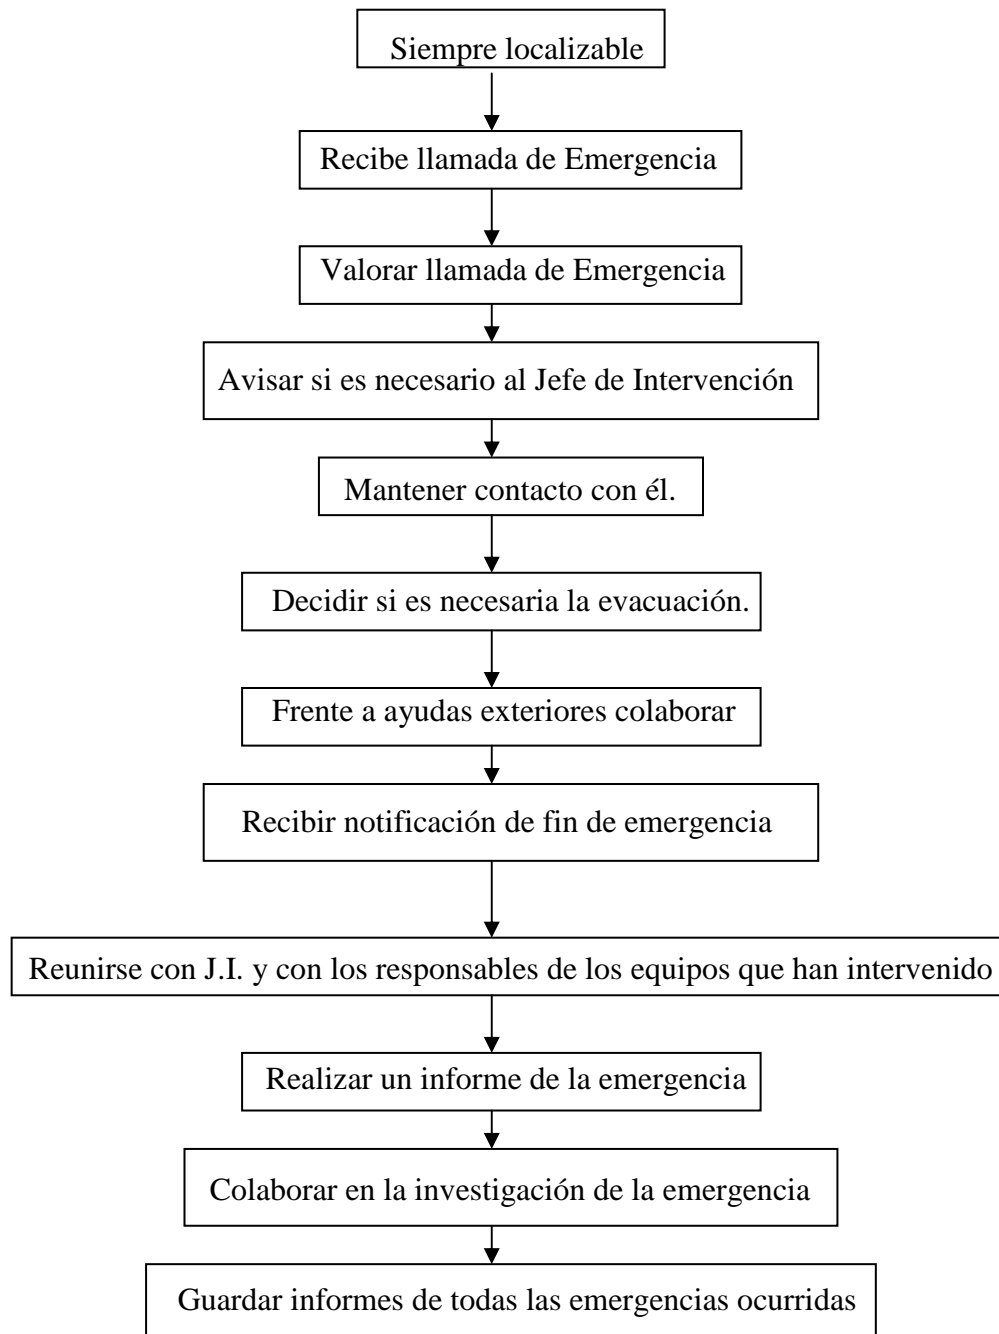 Siempre localizable
Recibe llamada de Emergencia
Valorar llamada de Emergencia
Avisar si es necesario al Jefe de Intervención
Mantener contacto con él.
Decidir si es necesaria la evacuación.
Frente a ayudas exteriores colaborar
Recibir notificación de fin de emergencia
Reunirse con J.I. y con los responsables de los equipos que han intervenido
Realizar un informe de la emergencia
Colaborar en la investigación de la emergencia
Guardar informes de todas las emergencias ocurridas